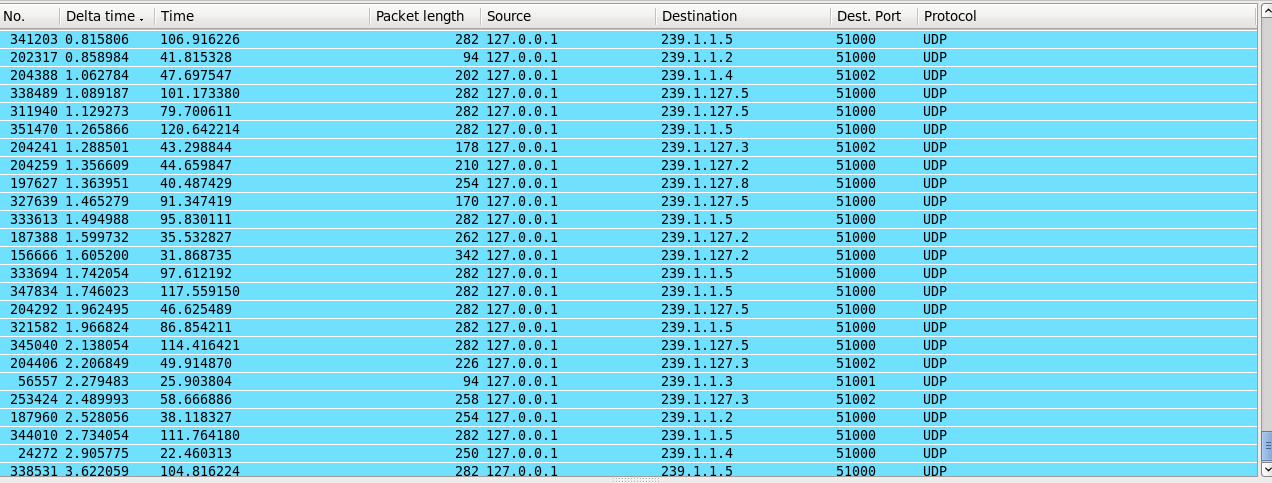 No. Delta time Time Packet length Source Destination Dest. Port Protocol
341203 0.815806 106.916226 282 127.0.0.1 239.1.1.5 51000 UDP
202317 0.858984 41.815328 94 127.0.0.1 239.1.1.2 51000 UDP
204388 1.062784 47.697547 202 127.0.0.1 239.1.1.4 51002 UDP
338489 1.089187 101.173380 282 127.0.0.1 239.1.127.5 51000 UDP
311940 1.129273 79.700611 282 127.0.0.1 239.1.127.5 51000 UDP
351470 1.265866 120.642214 282 127.0.0.1 239.1.1.5 51000 UDP
204241 1.288501 43.298844 178 127.0.0.1 239.1.127.3 51002 UDP
204259 1.356609 44.659847 210 127.0.0.1 239.1.127.2 51000 UDP
197627 1.363951 40.487429 254 127.0.0.1 239.1.127.8 51000 UDP
327639 1.465279 91.347419 170 127.0.0.1 239.1.127.5 51000 UDP
333613 1.494988 95.830111 282 127.0.0.1 239.1.1.5 51000 UDP
187388 1.599732 35.532827 262 127.0.0.1 239.1.127.2 51000 UDP
156666 1.605200 31.868735 342 127.0.0.1 239.1.127.2 51000 UDP
333694 1.742054 97.612192 282 127.0.0.1 239.1.1.5 51000 UDP
347834 1.746023 117.559150 282 127.0.0.1 239.1.1.5 51000 UDP
204292 1.962495 46.625489 282 127.0.0.1 239.1.127.5 51000 UDP
321582 1.966824 86.854211 282 127.0.0.1 239.1.1.5 51000 UDP
345040 2.138054 114.416421 282 127.0.0.1 239.1.127.5 51000 UDP
204406 2.206849 49.914870 226 127.0.0.1 239.1.127.3 51002 UDP
56557 2.279483 25.903804 94 127.0.0.1 239.1.1.3 51001 UDP
253424 2.489993 58.666886 258 127.0.0.1 239.1.127.3 51002 UDP
187960 2.528056 38.118327 254 127.0.0.1 239.1.1.2 51000 UDP
344010 2.734054 111.764180 282 127.0.0.1 239.1.1.5 51000 UDP
24272 2.905775 22.460313 250 127.0.0.1 239.1.1.4 51000 UDP
338531 3.622059 104.816224 282 127.0.0.1 239.1.1.5 51000 UDP